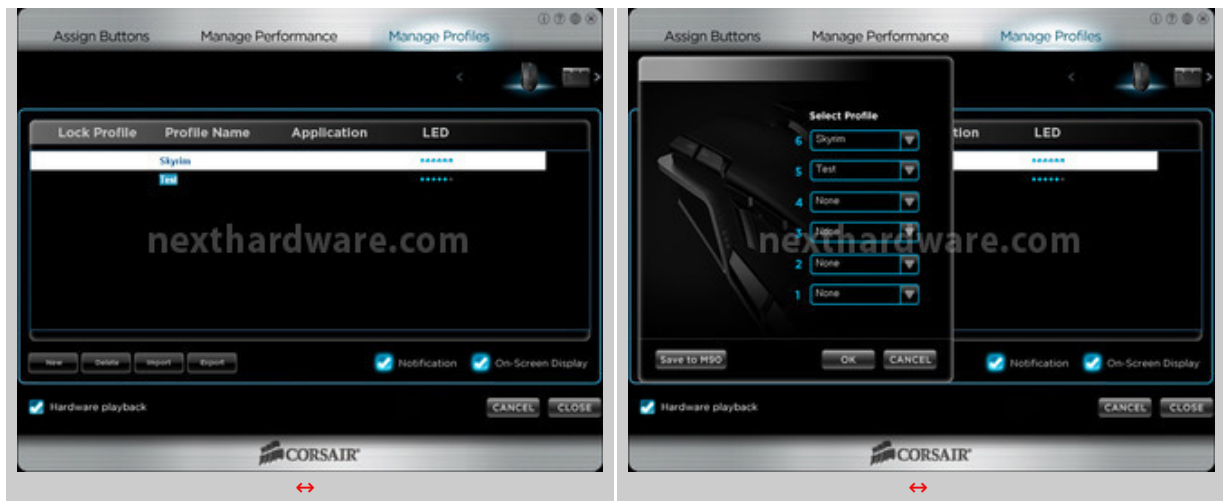 Assign Buttons Manage Performance Manage Profiles
Lock Profile Profile Name Application LED
Skyrim
Test
nexthardware.com
New Delete Import Export Notification On-Screen Display
Hardware playback CANCEL CLOSE
CORSAIR
Assign Buttons Manage Performance Manage Profiles
Select Profile
tion LED
6 Skyrim
5 Test
4 None
3 None
nexthardware.com
2 None
1 None
Save to M90 OK CANCEL
Notification On-Screen Display
Hardware playback CANCEL CLOSE
CORSAIR